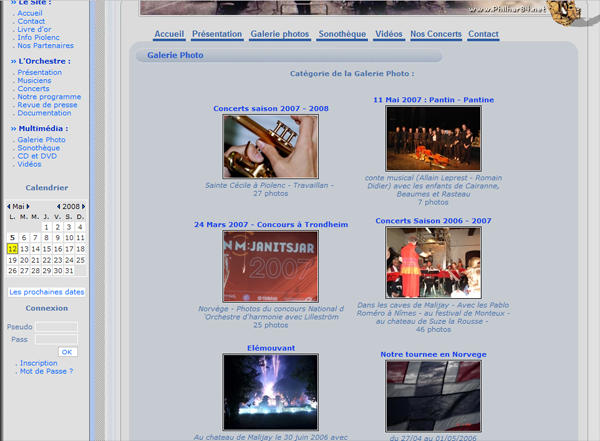 » Le Site :
. Accueil
. Contact
. Livre d'or
. Info Piolenc
. Nos Partenaires
» L'Orchestre :
. Présentation
. Musiciens
. Concerts
. Notre programme
. Revue de presse
. Documentation
» Multimédia :
. Galerie Photo
. Sonothèque
. CD et DVD
. Vidéos
Calendrier
Mai 2008
L. M. M. J. V. S. D.
1 2 3 4
5 6 7 8 9 10 11
12 13 14 15 16 17 18
19 20 21 22 23 24 25
26 27 28 29 30 31
Les prochaines dates
Connexion
Pseudo
Pass
OK
. Inscription
. Mot de Passe ?
www.Philhar84.net
Accueil Présentation Galerie photos Sonothèque Vidéos Nos Concerts Contact
Galerie Photo
Catégorie de la Galerie Photo :
Concerts saison 2007 - 2008
Sainte Cécile à Piolenc - Travaillan -
27 photos
11 Mai 2007 : Pantin - Pantine
conte musical (Allain Leprest - Romain
Didier) avec les enfants de Cairanne,
Beaumes et Rasteau
7 photos
24 Mars 2007 - Concours à Trondheim
NM JANITSJAR
2007
Norvège - Photos du concours National d
'Orchestre d'harmonie avec Lilleström
25 photos
Concerts Saison 2006 - 2007
Dans les caves de Malijay - Avec les Pablo
Roméro à Nîmes - au festival de Monteux -
au chateau de Suze la Rousse -
46 photos
Elémouvant
Au chateau de Malijay le 30 juin 2006 avec
Notre tournee en Norvege
du 27/04 au 01/05/2006